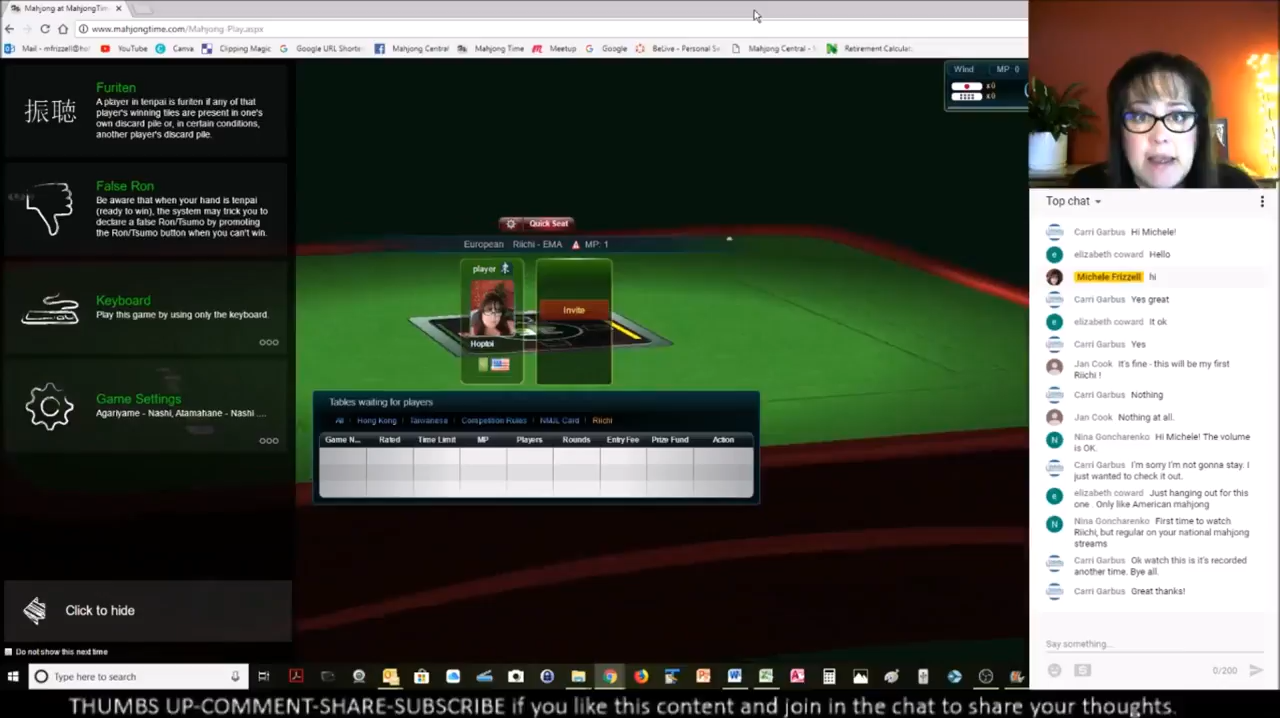 Mahjong at MahjongTim
www.mahjongtime.com/Mahjong-Play.aspx
Mail - mfrizzell@ho
YouTube
Canva
Clipping Magic
Google URL Shorte
Mahjong Central
Mahjong Time
Meetup
Google
BeLive - Personal S
Mahjong Central -
Retirement Calcula
Furiten
振聴
A player in tenpai is furiten if any of that
player's winning tiles are present in one's
own discard pile or, in certain conditions,
another player's discard pile.
False Ron
Be aware that when your hand is tenpai
(ready to win), the system may trick you to
declare a false Ron/Tsumo by promoting
the Ron/Tsumo button when you can't win.
Keyboard
Play this game by using only the keyboard.
Game Settings
Agariyame - Nashi, Atamahane - Nashi ....
Click to hide
Do not show this next time
Wind MP: 0
x0
x0
Quick Seat
European Riichi - EMA MP: 1
player
Invite
Hoptoi
Tables waiting for players
All Hong Kong Taiwanese Competition Rules NMJL Card Riichi
Game N... Rated Time Limit MP Players Rounds Entry Fee Prize Fund Action
Top chat
Carri Garbus Hi Michele!
elizabeth coward Hello
Michele Frizzell hi
Carri Garbus Yes great
elizabeth coward It ok
Carri Garbus Yes
Jan Cook It's fine - this will be my first
Riichi !
Carri Garbus Nothing
Jan Cook Nothing at all.
Nina Goncharenko Hi Michele! The volume
is OK.
Carri Garbus I'm sorry I'm not gonna stay. I
just wanted to check it out.
elizabeth coward Just hanging out for this
one . Only like American mahjong
Nina Goncharenko First time to watch
Riichi, but regular on your national mahjong
streams
Carri Garbus Ok watch this is it's recorded
another time. Bye all.
Carri Garbus Great thanks!
Say something...
0/200
Type here to search
THUMBS UP-COMMENT-SHARE-SUBSCRIBE if you like this content and join in the chat to share your thoughts.